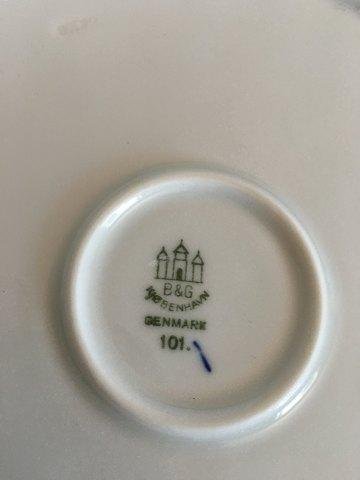 B&G
KJØBENHAVN
DENMARK
101.